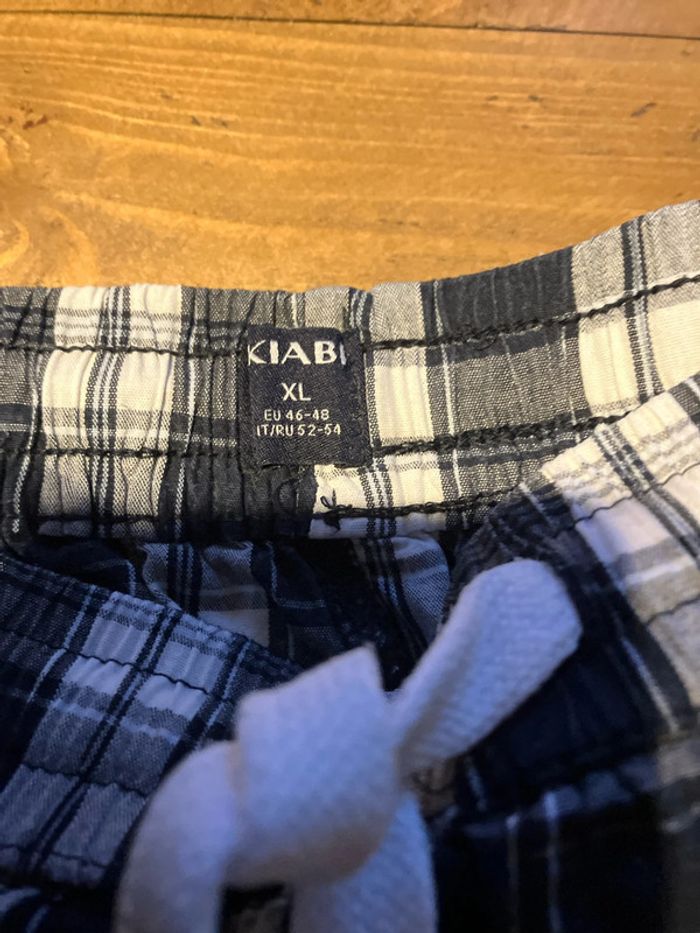 KIABI
XL
EU 46-48
IT/RU 52-54